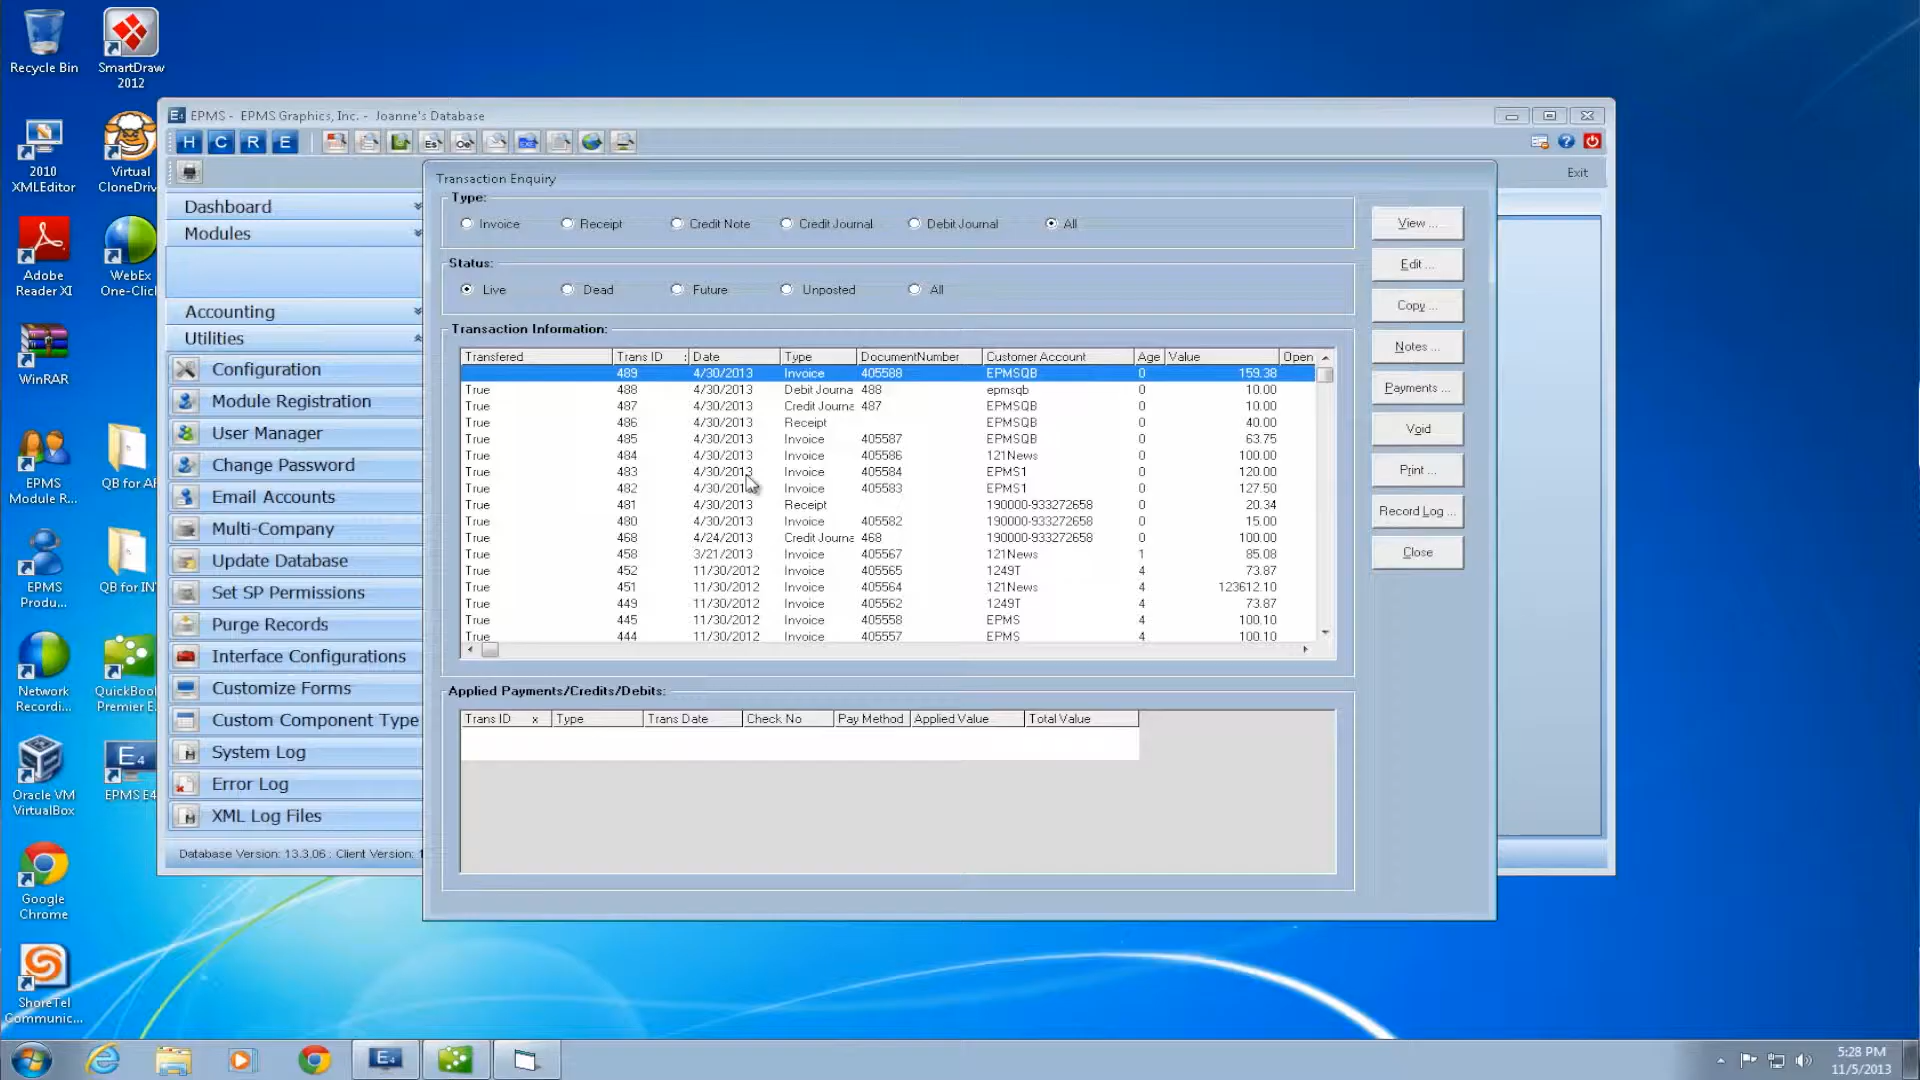 Recycle Bin
SmartDraw
2012
2010
XMLEditor
Virtual
CloneDriv
Adobe
Reader XI
WebEx
One-Clicl
WinRAR
EPMS
Module R...
QB for AF
EPMS
Produ...
QB for IN
Network
Recordi...
QuickBool
Premier E.
Oracle VM
VirtualBox
EPMS E4
Google
Chrome
ShoreTel
Communic...
EPMS - EPMS Graphics, Inc. - Joanne's Database
H C R E
Exit
Dashboard
Modules
Accounting
Utilities
Configuration
Module Registration
User Manager
Change Password
Email Accounts
Multi-Company
Update Database
Set SP Permissions
Purge Records
Interface Configurations
Customize Forms
Custom Component Type
System Log
Error Log
XML Log Files
Database Version: 13.3.06 : Client Version: 1
Transaction Enquiry
Type:
Invoice Receipt Credit Note Credit Journal Debit Journal All
Status:
Live Dead Future Unposted All
Transaction Information:
Transfered Trans ID : Date Type DocumentNumber Customer Account Age Value Open
489 4/30/2013 Invoice 405588 EPMSQB 0 159.38
True 488 4/30/2013 Debit Journa 488 epmsqb 0 10.00
True 487 4/30/2013 Credit Journa 487 EPMSQB 0 10.00
True 486 4/30/2013 Receipt EPMSQB 0 40.00
True 485 4/30/2013 Invoice 405587 EPMSQB 0 63.75
True 484 4/30/2013 Invoice 405586 121News 0 100.00
True 483 4/30/2013 Invoice 405584 EPMS1 0 120.00
True 482 Invoice 405583 EPMS1 0 127.50
True 481 4/30/2013 Receipt 190000-933272658 0 20.34
True 480 4/30/2013 Invoice 405582 190000-933272658 0 15.00
True 468 4/24/2013 Credit Journa 468 190000-933272658 0 100.00
True 458 3/21/2013 Invoice 405567 121News 1 85.08
True 452 11/30/2012 Invoice 405565 1249T 4 73.87
True 451 11/30/2012 Invoice 405564 121News 4 123612.10
True 449 11/30/2012 Invoice 405562 1249T 4 73.87
True 445 11/30/2012 Invoice 405558 EPMS 4 100.10
True 444 11/30/2012 Invoice 405557 EPMS 4 100.10
Applied Payments/Credits/Debits:
Trans ID x Type Trans Date Check No Pay Method Applied Value Total Value
View ...
Edit ...
Copy ...
Notes ...
Payments ...
Void
Print ...
Record Log ...
Close
5:28 PM
11/5/2013